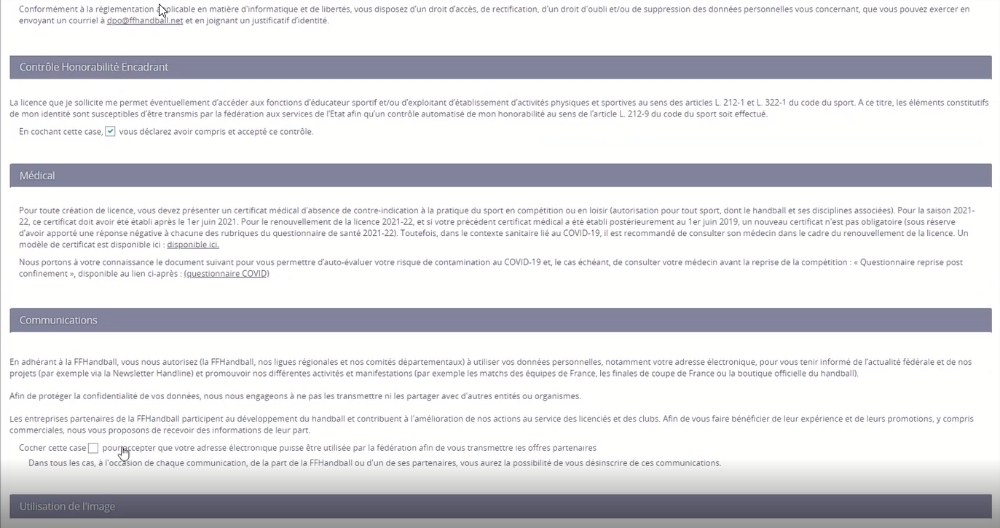 Conformément à la réglementation applicable en matière d'informatique et de libertés, vous disposez d'un droit d'accès, de rectification, d'un droit d'oubli et/ou de suppression des données personnelles vous concernant, que vous pouvez exercer en
envoyant un courriel à dpo@ffhandball.net et en joignant un justificatif d'identité.
Contrôle Honorabilité Encadrant
La licence que je sollicite me permet éventuellement d'accéder aux fonctions d'éducateur sportif et/ou d'exploitant d'établissement d'activités physiques et sportives au sens des articles L. 212-1 et L. 322-1 du code du sport. A ce titre, les éléments constitutifs
de mon identité sont susceptibles d'être transmis par la fédération aux services de l'Etat afin qu'un contrôle automatisé de mon honorabilité au sens de l'article L. 212-9 du code du sport soit effectué.
En cochant cette case, vous déclarez avoir compris et accepté ce contrôle.
Médical
Pour toute création de licence, vous devez présenter un certificat médical d'absence de contre-indication à la pratique du sport en compétition ou en loisir (autorisation pour tout sport, dont le handball et ses disciplines associées). Pour la saison 2021-
22, ce certificat doit avoir été établi après le 1er juin 2021. Pour le renouvellement de la licence 2021-22, et si votre précédent certificat médical a été établi postérieurement au 1er juin 2019, un nouveau certificat n'est pas obligatoire (sous réserve
d'avoir apporté une réponse négative à chacune des rubriques du questionnaire de santé 2021-22). Toutefois, dans le contexte sanitaire lié au COVID-19, il est recommandé de consulter son médecin dans le cadre du renouvellement de la licence. Un
modèle de certificat est disponible ici : disponible ici.
Nous portons à votre connaissance le document suivant pour vous permettre d'auto-évaluer votre risque de contamination au COVID-19 et, le cas échéant, de consulter votre médecin avant la reprise de la compétition : « Questionnaire reprise post
confinement », disponible au lien ci-après : (questionnaire COVID)
Communications
En adhérant à la FFHandball, vous nous autorisez (la FFHandball, nos ligues régionales et nos comités départementaux) à utiliser vos données personnelles, notamment votre adresse électronique, pour vous tenir informé de l'actualité fédérale et de nos
projets (par exemple via la Newsletter Handline) et promouvoir nos différentes activités et manifestations (par exemple les matchs des équipes de France, les finales de coupe de France ou la boutique officielle du handball).
Afin de protéger la confidentialité de vos données, nous nous engageons à ne pas les transmettre ni les partager avec d'autres entités ou organismes.
Les entreprises partenaires de la FFHandball participent au développement du handball et contribuent à l'amélioration de nos actions au service des licenciés et des clubs. Afin de vous faire bénéficier de leur expérience et de leurs promotions, y compris
commerciales, nous vous proposons de recevoir des informations de leur part.
Cocher cette case pour accepter que votre adresse électronique puisse être utilisée par la fédération afin de vous transmettre les offres partenaires
Dans tous les cas, à l'occasion de chaque communication, de la part de la FFHandball ou d'un de ses partenaires, vous aurez la possibilité de vous désinscrire de ces communications.
Utilisation de l'image